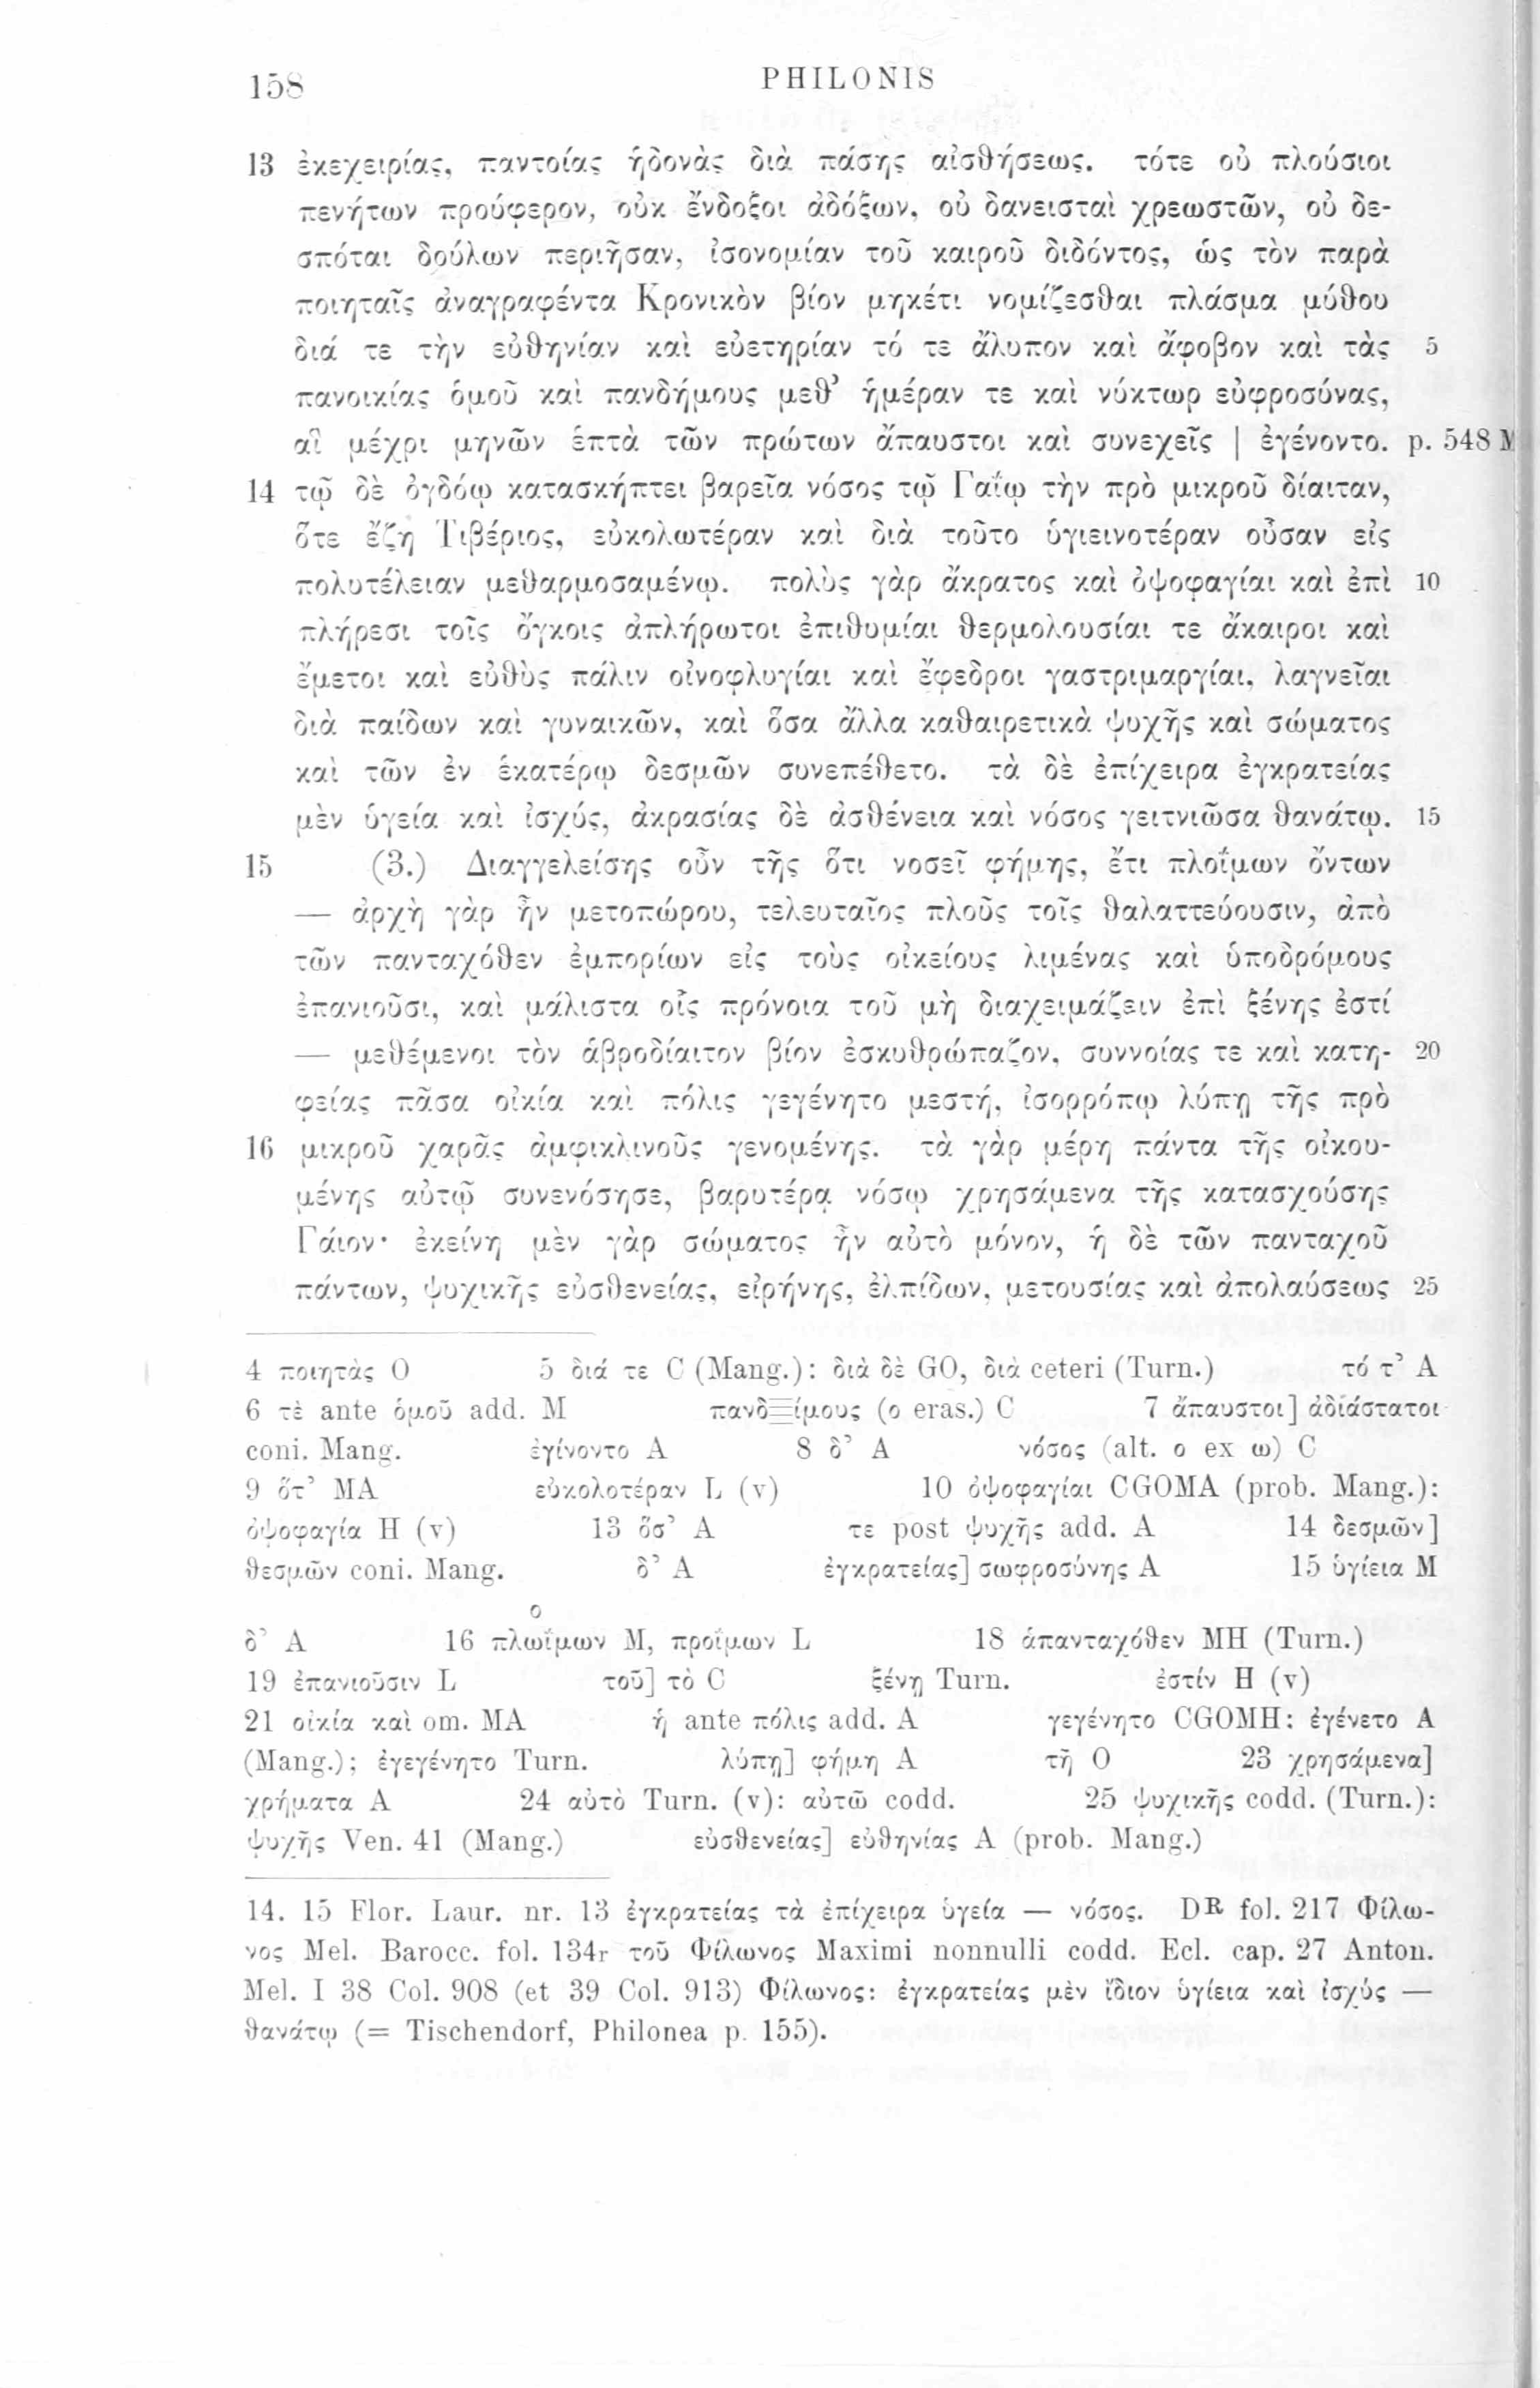 158 PHILONIS
13 ἐκεχειρίας, παντοίας ἡδονὰς διὰ πάσης αἰσθήσεως. τότε οὐ πλούσιοι
πενήτων προύφερον, οὐκ ἔνδοξοι ἀδόξων, οὐ δανεισταὶ χρεωστῶν, οὐ δε-
σπόται δούλων περιῆσαν, ἰσονομίαν τοῦ καιροῦ διδόντος, ὡς τὸν παρὰ
ποιηταῖς ἀναγραφέντα Κρονικὸν βίον μηκέτι νομίζεσθαι πλάσμα μύθου
διά τε τὴν εὐθηνίαν καὶ εὐετηρίαν τό τε ἄλυπον καὶ ἄφοβον καὶ τὰς 5
πανοικίας ὁμοῦ καὶ πανδήμους μεθ’ ἡμέραν τε καὶ νύκτωρ εὐφροσύνας,
αἳ μέχρι μηνῶν ἑπτὰ τῶν πρώτων ἄπαυστοι καὶ συνεχεῖς | ἐγένοντο. p. 548 M
14 τῷ δὲ ὀγδόῳ κατασκήπτει βαρεῖα νόσος τῷ Γαΐῳ τὴν πρὸ μικροῦ δίαιταν,
ὅτε ἔζη Τιβέριος, εὐκολωτέραν καὶ διὰ τοῦτο ὑγιεινοτέραν οὖσαν εἰς
πολυτέλειαν μεθαρμοσαμένῳ. πολὺς γὰρ ἄκρατος καὶ ὀψοφαγίαι καὶ ἐπὶ 10
πλήρεσι τοῖς ὄγκοις ἀπλήρωτοι ἐπιθυμίαι θερμολουσίαι τε ἄκαιροι καὶ
ἔμετοι καὶ εὐθὺς πάλιν οἰνοφλυγίαι καὶ ἔφεδροι γαστριμαργίαι, λαγνεῖαι
διὰ παίδων καὶ γυναικῶν, καὶ ὅσα ἄλλα καθαιρετικὰ ψυχῆς καὶ σώματος
καὶ τῶν ἐν ἑκατέρῳ δεσμῶν συνεπέθετο. τὰ δὲ ἐπίχειρα ἐγκρατείας
μὲν ὑγεία καὶ ἰσχύς, ἀκρασίας δὲ ἀσθένεια καὶ νόσος γειτνιῶσα θανάτῳ. 15
15 (3.) Διαγγελείσης οὖν τῆς ὅτι νοσεῖ φήμης, ἔτι πλοΐμων ὄντων
— ἀρχὴ γὰρ ἦν μετοπώρου, τελευταῖος πλοῦς τοῖς θαλαττεύουσιν, ἀπὸ
τῶν πανταχόθεν ἐμπορίων εἰς τοὺς οἰκείους λιμένας καὶ ὑποδρόμους
ἐπανιοῦσι, καὶ μάλιστα οἷς πρόνοια τοῦ μὴ διαχειμάζειν ἐπὶ ξένης ἐστί
— μεθέμενοι τὸν ἁβροδίαιτον βίον ἐσκυθρώπαζον, συννοίας τε καὶ κατη- 20
φείας πᾶσα οἰκία καὶ πόλις γεγένητο μεστή, ἰσορρόπῳ λύπῃ τῆς πρὸ
16 μικροῦ χαρᾶς ἀμφικλινοῦς γενομένης. τὰ γὰρ μέρη πάντα τῆς οἰκου-
μένης αὐτῷ συνενόσησε, βαρυτέρᾳ νόσῳ χρησάμενα τῆς κατασχούσης
Γάιον· ἐκείνη μὲν γὰρ σώματος ἦν αὐτὸ μόνον, ἡ δὲ τῶν πανταχοῦ
πάντων, ψυχικῆς εὐσθενείας, εἰρήνης, ἐλπίδων, μετουσίας καὶ ἀπολαύσεως 25
4 ποιητὰς O 5 διά τε C (Mang.): διὰ δὲ GO, διὰ ceteri (Turn.) τό τ’ A
6 τὲ ante ὁμοῦ add. M πανδ ίμους (ο eras.) C 7 ἄπαυστοι] ἀδιάστατοι
coni. Mang. ἐγίνοντο A 8 δ’ A νόσος (alt. ο ex ω) C
9 ὅτ’ MA εὐκολοτέραν L (v) 10 ὀψοφαγίαι CGOMA (prob. Mang.):
ὀψοφαγία H (v) 13 ὅσ’ A τε post ψυχῆς add. A 14 δεσμῶν]
θεσμῶν coni. Mang. δ’ A ἐγκρατείας] σωφροσύνης A 15 ὑγίεια M
ο
δ’ A 16 πλωΐμων M, προΐμων L 18 ἁπανταχόθεν MH (Turn.)
19 ἐπανιοῦσιν L τοῦ] τὸ C ξένῃ Turn. ἐστίν H (v)
21 οἰκία καὶ om. MA ἡ ante πόλις add. A γεγένητο CGOMH: ἐγένετο A
(Mang.); ἐγεγένητο Turn. λύπῃ] φήμη A τῆ O 23 χρησάμενα]
χρήματα A 24 αὐτὸ Turn. (v): αὐτῶ codd. 25 ψυχικῆς codd. (Turn.):
ψυχῆς Ven. 41 (Mang.) εὐσθενείας] εὐθηνίας A (prob. Mang.)
14. 15 Flor. Laur. nr. 13 ἐγκρατείας τὰ ἐπίχειρα ὑγεία — νόσος. Dᴿ fol. 217 Φίλω-
νος Mel. Barocc. fol. 134r τοῦ Φίλωνος Maximi nonnulli codd. Ecl. cap. 27 Anton.
Mel. I 38 Col. 908 (et 39 Col. 913) Φίλωνος: ἐγκρατείας μὲν ἴδιον ὑγίεια καὶ ἰσχύς —
θανάτῳ (= Tischendorf, Philonea p. 155).